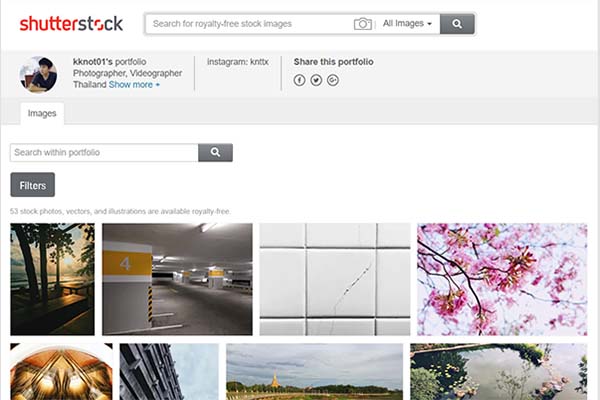 shutterstock
Search for royalty-free stock images
All Images
kknot01's portfolio
Photographer, Videographer
Thailand Show more +
instagram: knttx
Share this portfolio
Images
Search within portfolio
Filters
53 stock photos, vectors, and illustrations are available royalty-free.
4